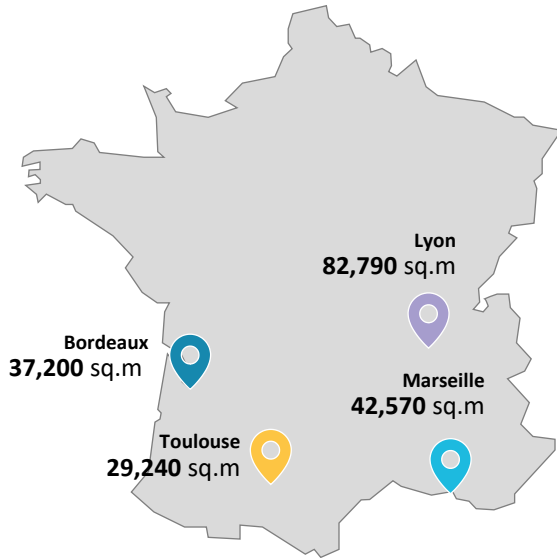 Lyon
82,790 sq.m
Bordeaux
37,200 sq.m
Marseille
42,570 sq.m
Toulouse
29,240 sq.m